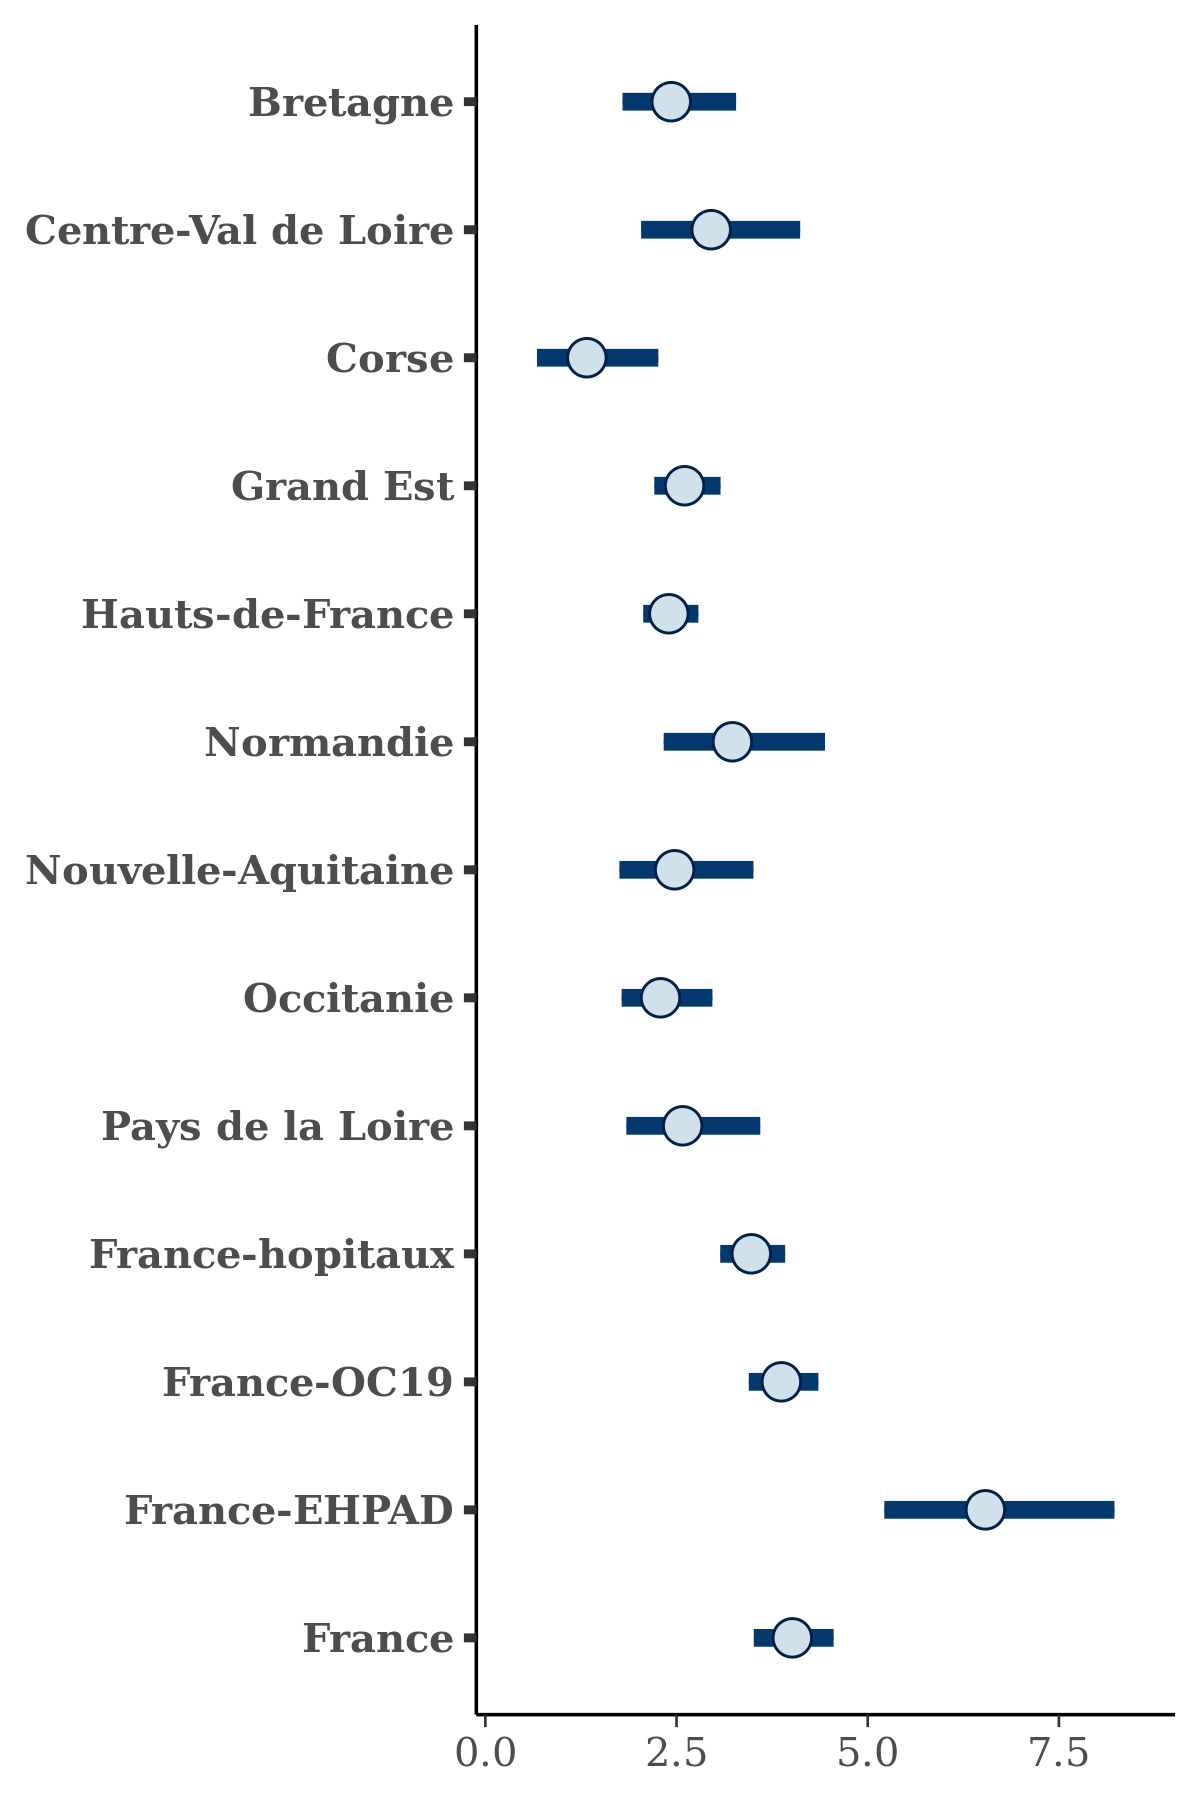 Bretagne
Centre-Val de Loire
Corse
Grand Est
Hauts-de-France
Normandie
Nouvelle-Aquitaine
Occitanie
Pays de la Loire
France-hopitaux
France-OC19
France-EHPAD
France
0.0 2.5 5.0 7.5